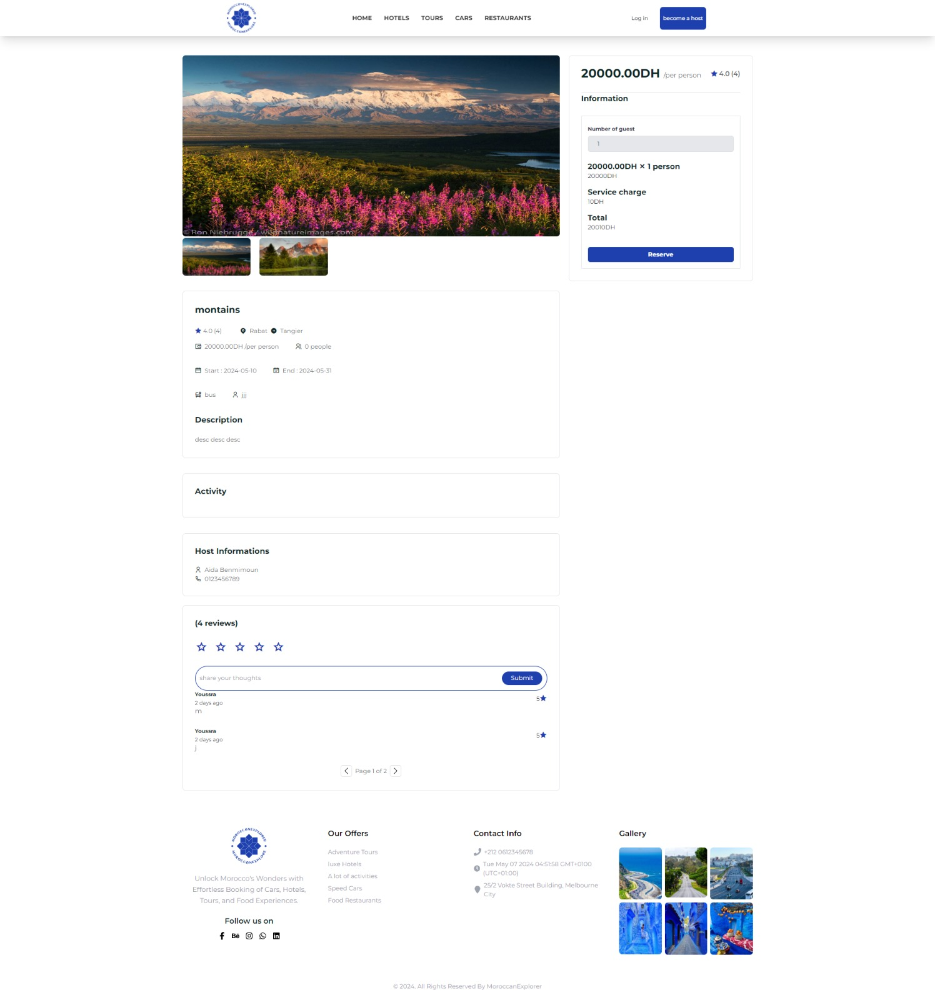 MOROCCANEXPLORER
MOROCCANEXPLORE
HOME HOTELS TOURS CARS RESTAURANTS
Log in
become a host
© Ron Niebrugge / wildnatureimages.com
20000.00DH /per person 4.0 (4)
Information
Number of guest
1
20000.00DH × 1 person
20000DH
Service charge
10DH
Total
20010DH
Reserve
montains
4.0 (4) Rabat Tangier
20000.00DH /per person 0 people
Start : 2024-05-10 End : 2024-05-31
bus jjj
Description
desc desc desc
Activity
Host Informations
Aida Benmimoun
0123456789
(4 reviews)
share your thoughts Submit
Youssra
2 days ago
m
5
Youssra
2 days ago
j
5
Page 1 of 2
MOROCCANEXPLORER
MOROCCANEXPLORE
Unlock Morocco's Wonders with
Effortless Booking of Cars, Hotels,
Tours, and Food Experiences.
Follow us on
Bē
Our Offers
Adventure Tours
luxe Hotels
A lot of activities
Speed Cars
Food Restaurants
Contact Info
+212 0612345678
Tue May 07 2024 04:51:58 GMT+0100
(UTC+01:00)
25/2 Vokte Street Building, Melbourne
City
Gallery
© 2024. All Rights Reserved By MoroccanExplorer